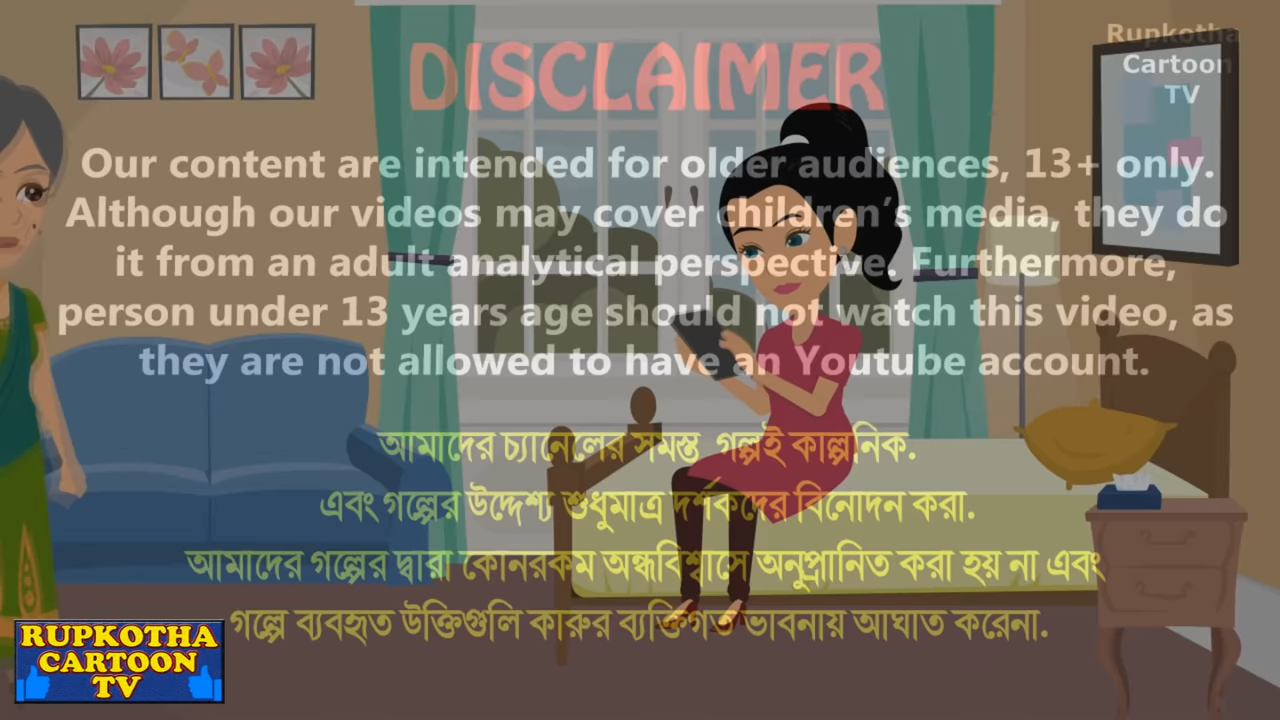 Rupkotha
Cartoon
TV
DISCLAIMER
Our content are intended for older audiences, 13+ only.
Although our videos may cover children’s media, they do
it from an adult analytical perspective. Furthermore,
person under 13 years age should not watch this video, as
they are not allowed to have an Youtube account.
আমাদের চ্যানেলের সমস্ত গল্পই কাল্পনিক.
এবং গল্পের উদ্দেশ্য শুধুমাত্র দর্শকদের বিনোদন করা.
আমাদের গল্পের দ্বারা কোনরকম অন্ধবিশ্বাসে অনুপ্রানিত করা হয় না এবং
গল্পে ব্যবহৃত উক্তিগুলি কারুর ব্যক্তিগত ভাবনায় আঘাত করেনা.
RUPKOTHA
CARTOON
TV